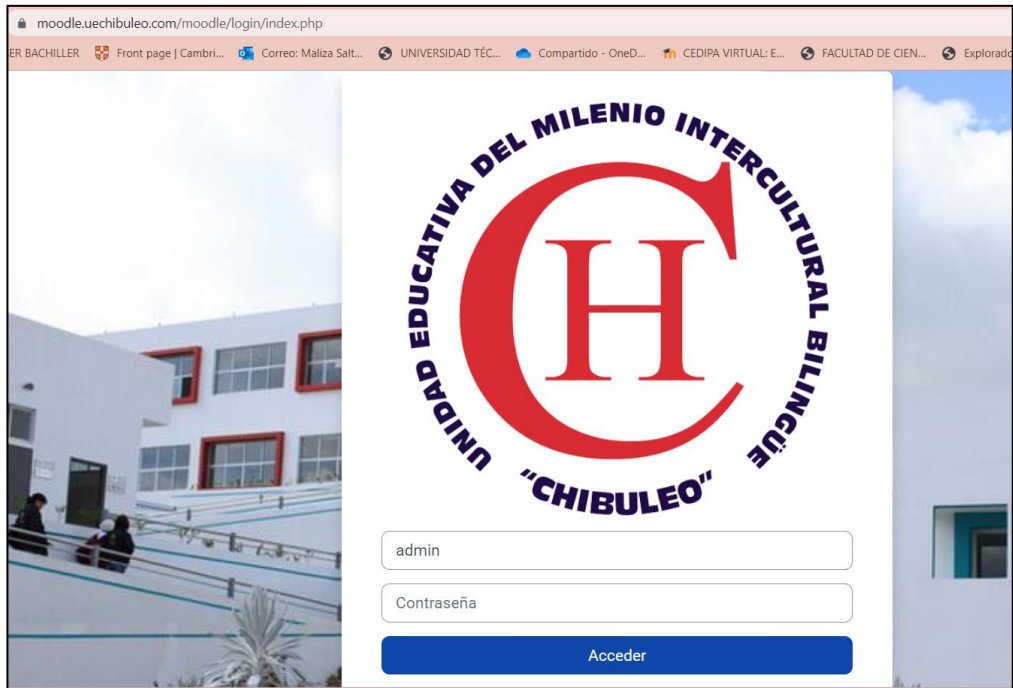 moodle.uechibuleo.com/moodle/login/index.php
ER BACHILLER Front page | Cambri... Correo: Maliza Salt... UNIVERSIDAD TÉC... Compartido - OneD... CEDIPA VIRTUAL: E... FACULTAD DE CIEN... Explorado
UNIDAD EDUCATIVA DEL MILENIO INTERCULTURAL BILINGÜE
CH
"CHIBULEO"
admin
Contraseña
Acceder